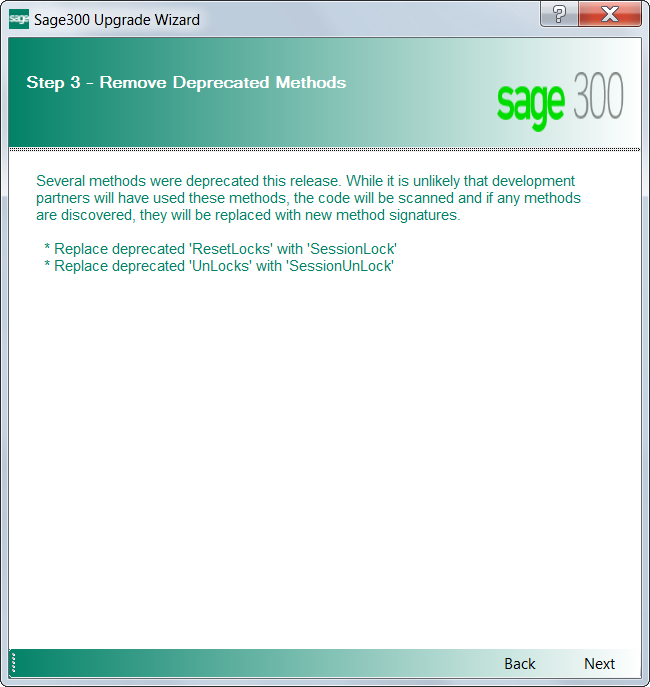 sage Sage300 Upgrade Wizard ?
Step 3 - Remove Deprecated Methods
sage 300
Several methods were deprecated this release. While it is unlikely that development
partners will have used these methods, the code will be scanned and if any methods
are discovered, they will be replaced with new method signatures.
* Replace deprecated 'ResetLocks' with 'SessionLock'
* Replace deprecated 'UnLocks' with 'SessionUnLock'
Back Next